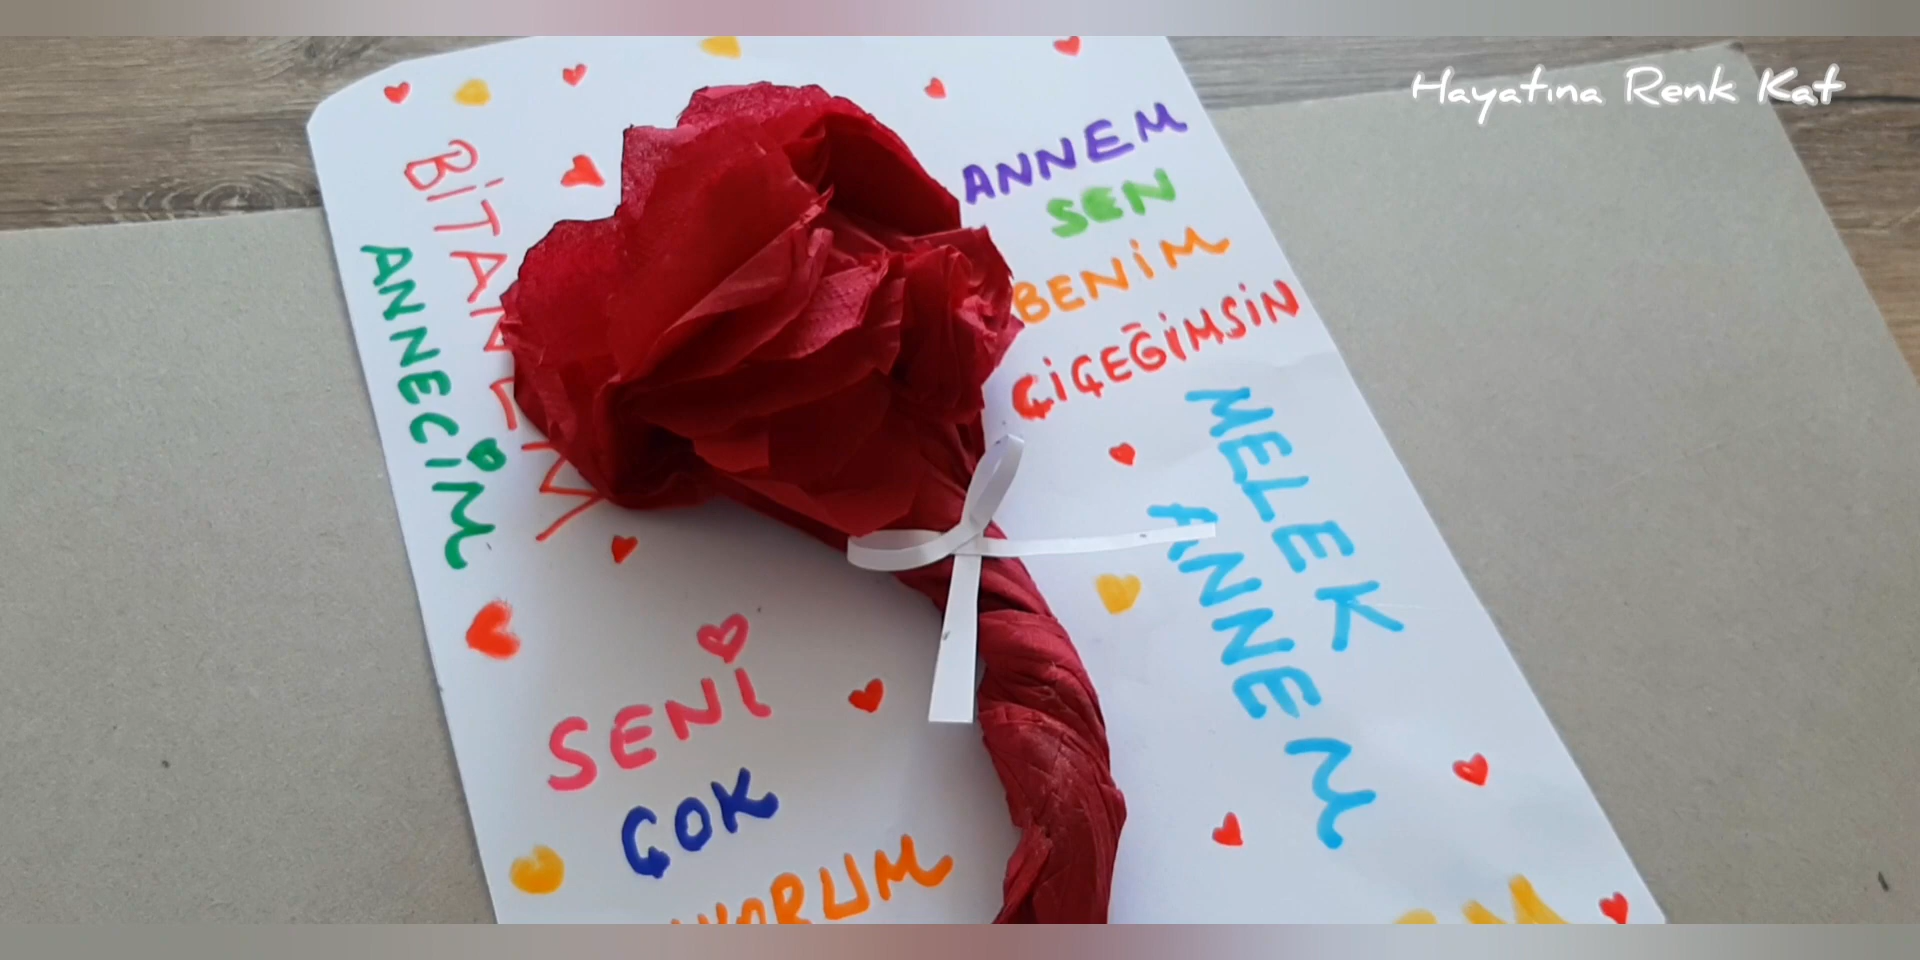 Hayatına Renk Kat
BİTANEM
ANNECİM
ANNEM
SEN
BENİM
ÇİÇEĞİMSİN
MELEK
ANNEM
SENİ
ÇOK